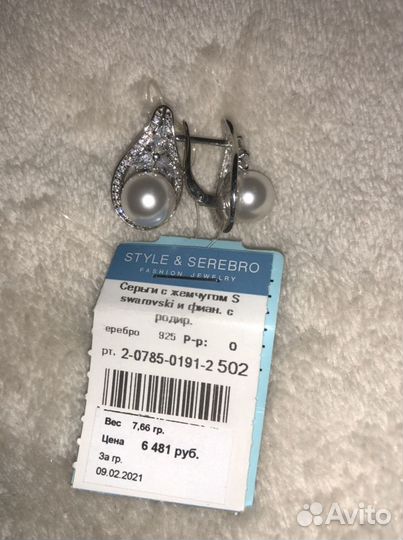 STYLE & SEREBRO
FASHION JEWELRY
Серьги с жемчугом S
swarovski и фиан. с
родир.
еребро 925 Р-р: 0
рт. 2-0785-0191-2 502
Вес 7,66 гр.
Цена 6 481 руб.
За гр.
09.02.2021
Avito